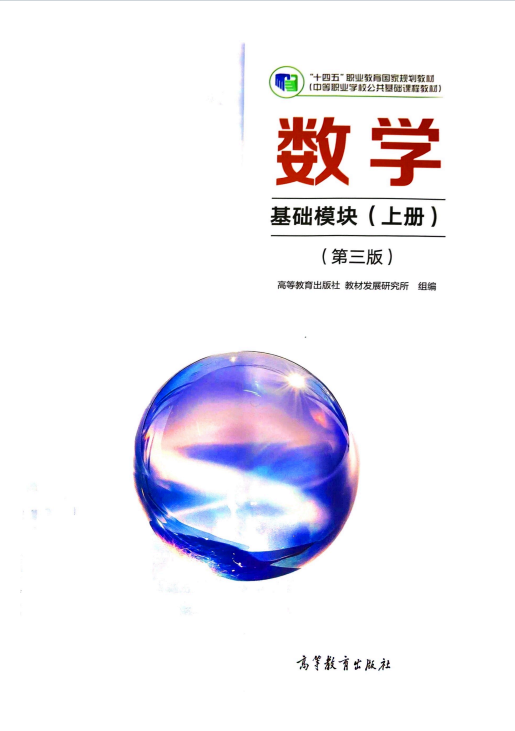 “十四五”职业教育国家规划教材
（中等职业学校公共基础课程教材）
数学
基础模块（上册）
（第三版）
高等教育出版社 教材发展研究所 组编
高等教育出版社